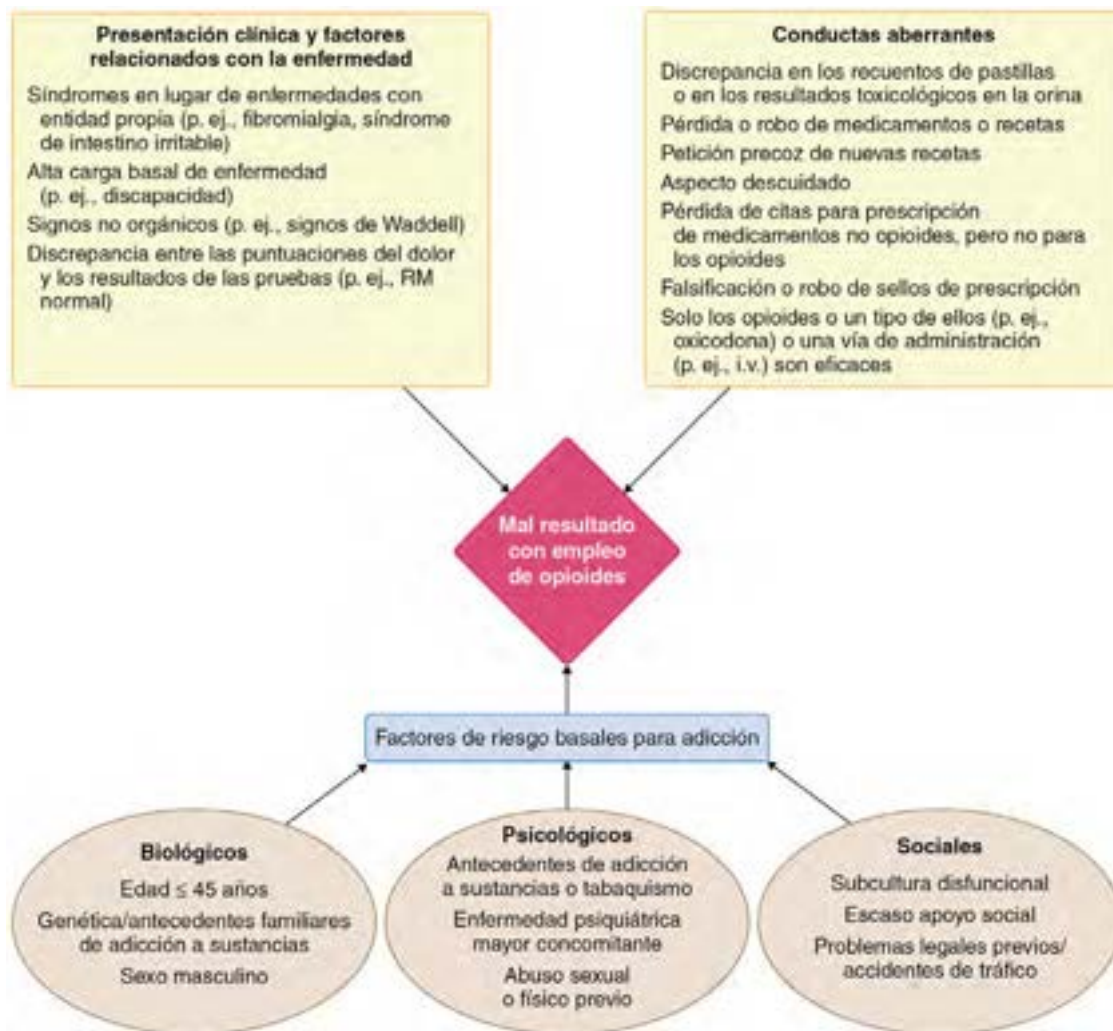 Presentación clínica y factores
relacionados con la enfermedad
Síndromes en lugar de enfermedades con
entidad propia (p. ej., fibromialgia, síndrome
de intestino irritable)
Alta carga basal de enfermedad
(p. ej., discapacidad)
Signos no orgánicos (p. ej., signos de Waddell)
Discrepancia entre las puntuaciones del dolor
y los resultados de las pruebas (p. ej., RM
normal)
Conductas aberrantes
Discrepancia en los recuentos de pastillas
o en los resultados toxicológicos en la orina
Pérdida o robo de medicamentos o recetas
Petición precoz de nuevas recetas
Aspecto descuidado
Pérdida de citas para prescripción
de medicamentos no opioides, pero no para
los opioides
Falsificación o robo de sellos de prescripción
Solo los opioides o un tipo de ellos (p. ej.,
oxicodona) o una vía de administración
(p. ej., i.v.) son eficaces
Mal resultado
con empleo
de opioides
Factores de riesgo basales para adicción
Biológicos
Edad ≤ 45 años
Genética/antecedentes familiares
de adicción a sustancias
Sexo masculino
Psicológicos
Antecedentes de adicción
a sustancias o tabaquismo
Enfermedad psiquiátrica
mayor concomitante
Abuso sexual
o físico previo
Sociales
Subcultura disfuncional
Escaso apoyo social
Problemas legales previos/
accidentes de tráfico